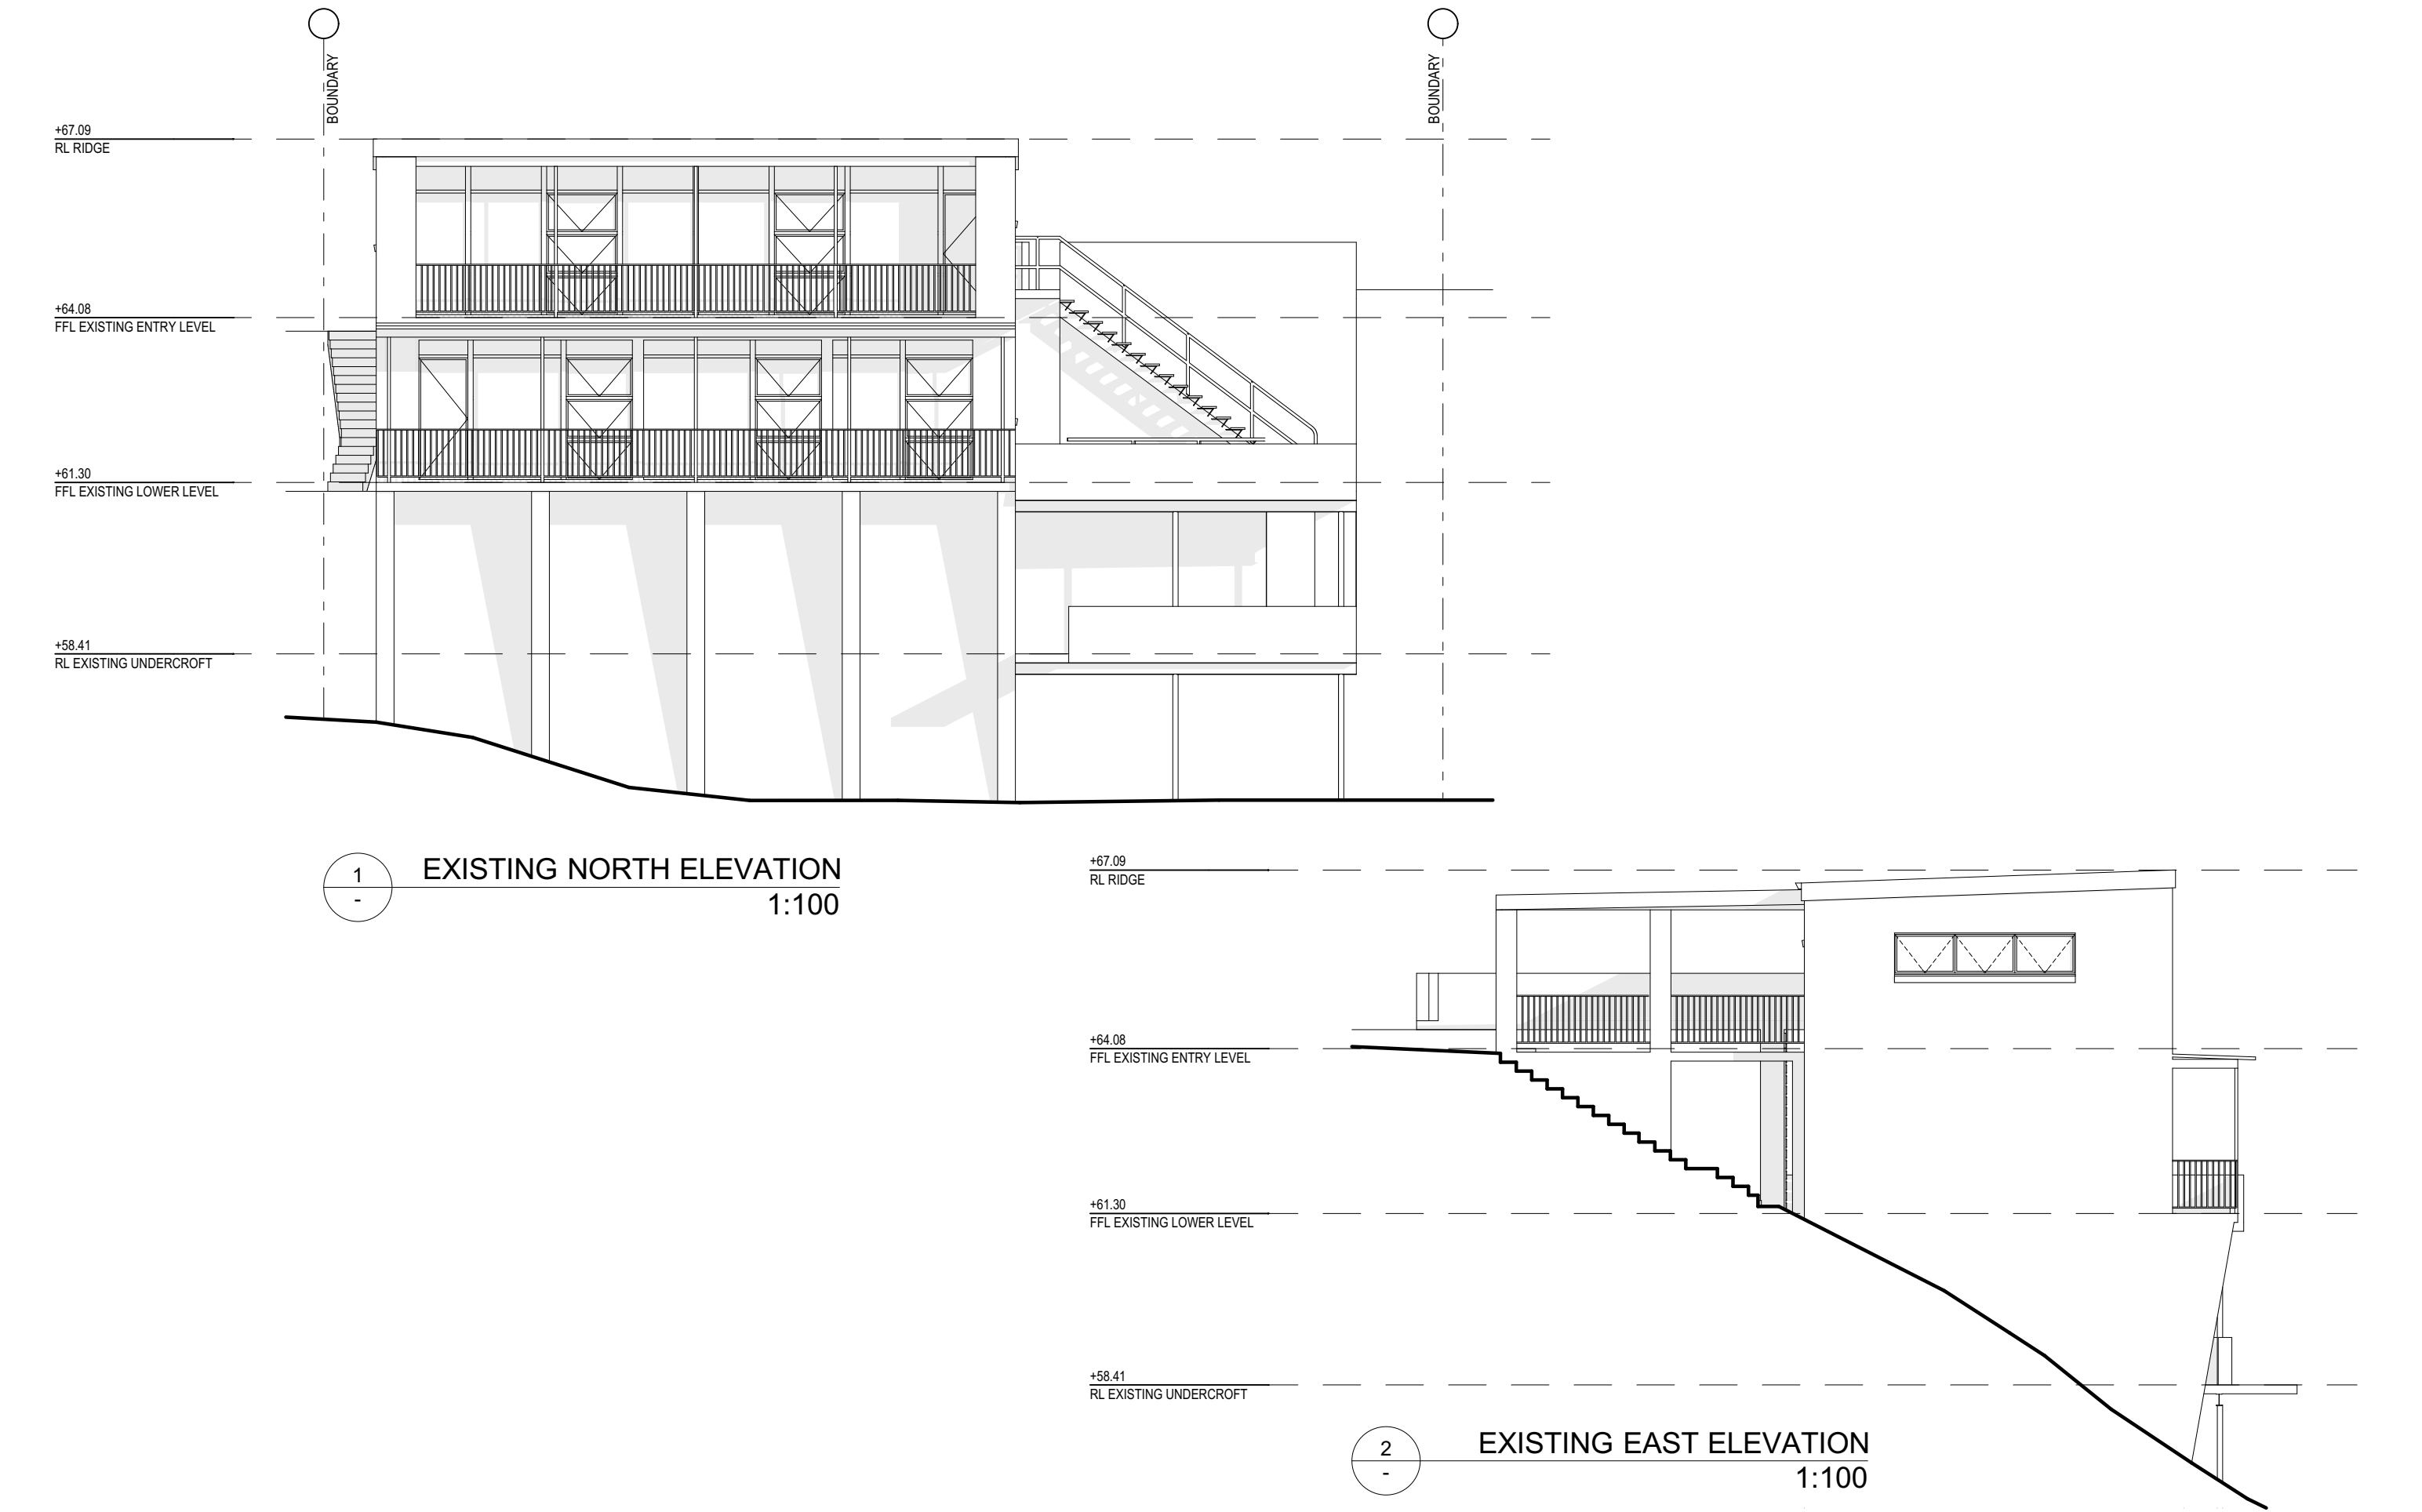 BOUNDARY
BOUNDARY
+67.09
RL RIDGE
+64.08
FFL EXISTING ENTRY LEVEL
+61.30
FFL EXISTING LOWER LEVEL
+58.41
RL EXISTING UNDERCROFT
1
-
EXISTING NORTH ELEVATION
1:100
+67.09
RL RIDGE
+64.08
FFL EXISTING ENTRY LEVEL
+61.30
FFL EXISTING LOWER LEVEL
+58.41
RL EXISTING UNDERCROFT
2
-
EXISTING EAST ELEVATION
1:100